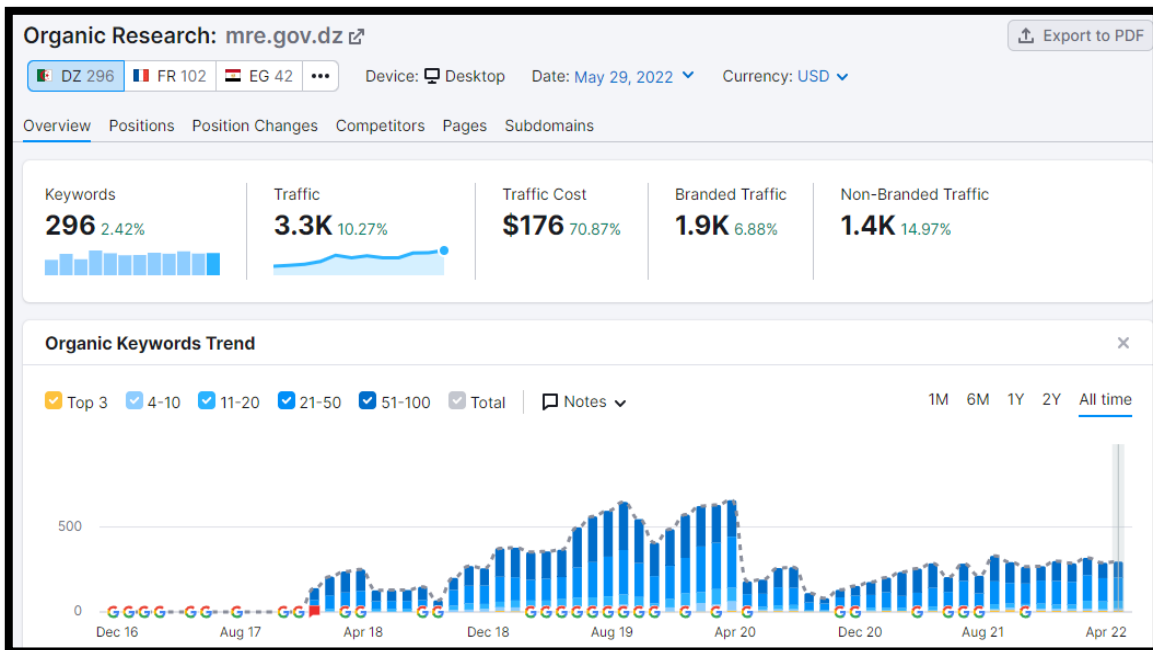 Organic Research: mre.gov.dz
Export to PDF
DZ 296 FR 102 EG 42 ••• Device: Desktop Date: May 29, 2022 Currency: USD
Overview Positions Position Changes Competitors Pages Subdomains
Keywords Traffic Traffic Cost Branded Traffic Non-Branded Traffic
296 2.42% 3.3K 10.27% $176 70.87% 1.9K 6.88% 1.4K 14.97%
Organic Keywords Trend
Top 3 4-10 11-20 21-50 51-100 Total Notes 1M 6M 1Y 2Y All time
500
0
Dec 16 Aug 17 Apr 18 Dec 18 Aug 19 Apr 20 Dec 20 Aug 21 Apr 22